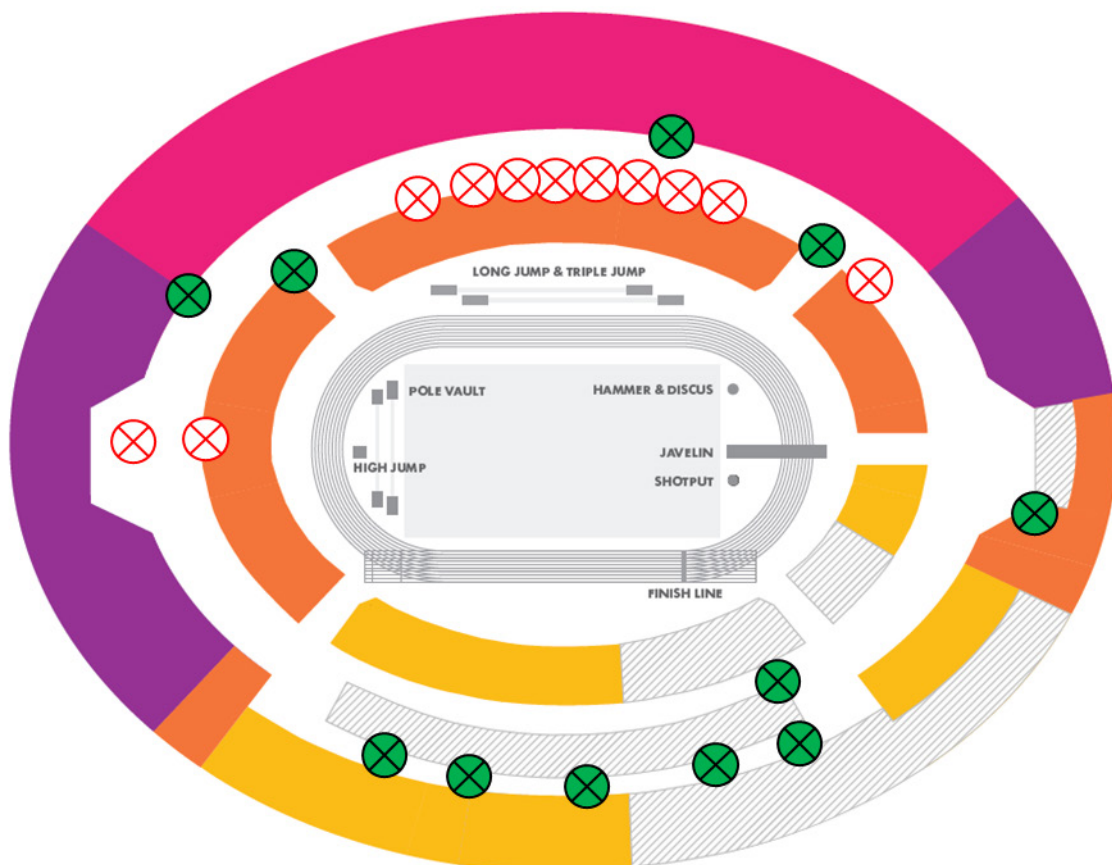 LONG JUMP & TRIPLE JUMP
POLE VAULT
HAMMER & DISCUS
JAVELIN
HIGH JUMP
SHOTPUT
FINISH LINE